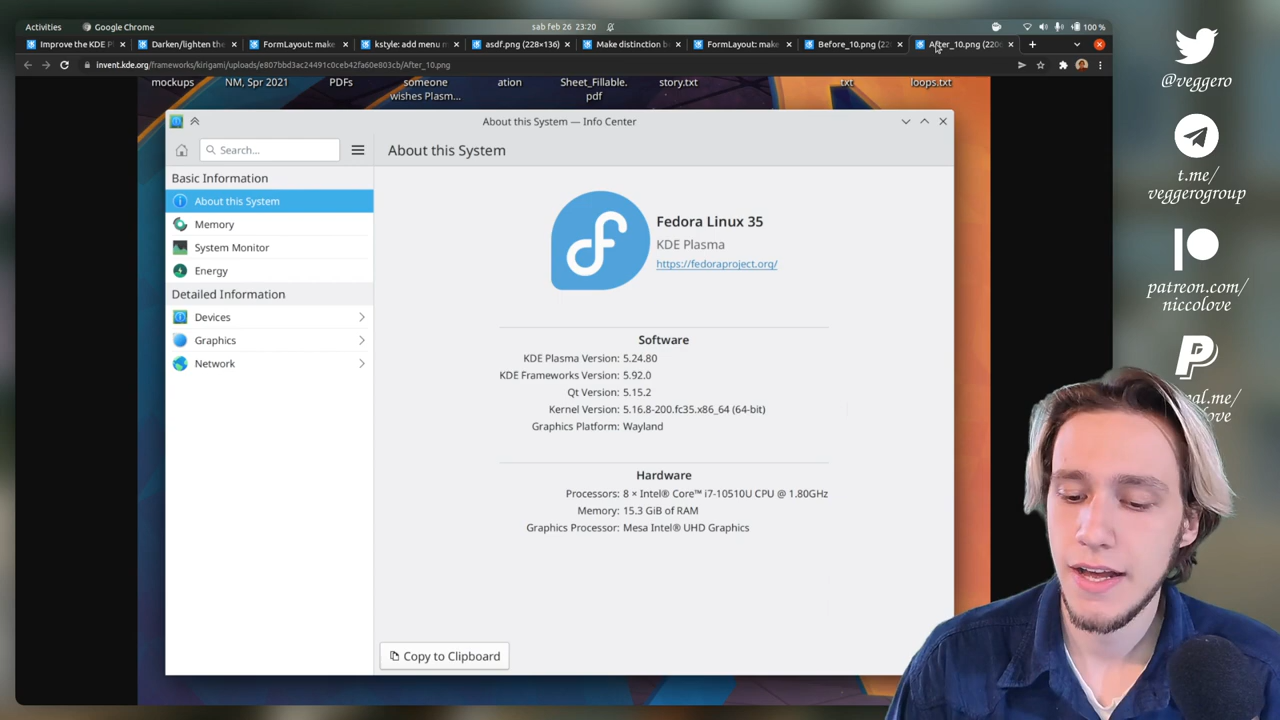 Activities
Google Chrome
sab feb 26 23:20
100 %
Improve the KDE P
Darken/lighten the
FormLayout: make
kstyle: add menu m
asdf.png (228×136)
Make distinction b
FormLayout: make
Before_10.png (22
After_10.png (220
invent.kde.org/frameworks/kirigami/uploads/e807bbd3ac24491c0ceb42fa60e803cb/After_10.png
mockups
NM, Spr 2021
PDFs
someone
wishes Plasm...
ation
Sheet_Fillable.
pdf
story.txt
txt
loops.txt
About this System — Info Center
Search...
About this System
Basic Information
About this System
Memory
System Monitor
Energy
Detailed Information
Devices
Graphics
Network
Fedora Linux 35
KDE Plasma
https://fedoraproject.org/
Software
KDE Plasma Version: 5.24.80
KDE Frameworks Version: 5.92.0
Qt Version: 5.15.2
Kernel Version: 5.16.8-200.fc35.x86_64 (64-bit)
Graphics Platform: Wayland
Hardware
Processors: 8 × Intel® Core™ i7-10510U CPU @ 1.80GHz
Memory: 15.3 GiB of RAM
Graphics Processor: Mesa Intel® UHD Graphics
Copy to Clipboard
@veggero
t.me/
veggerogroup
patreon.com/
niccolove
al.me/
love